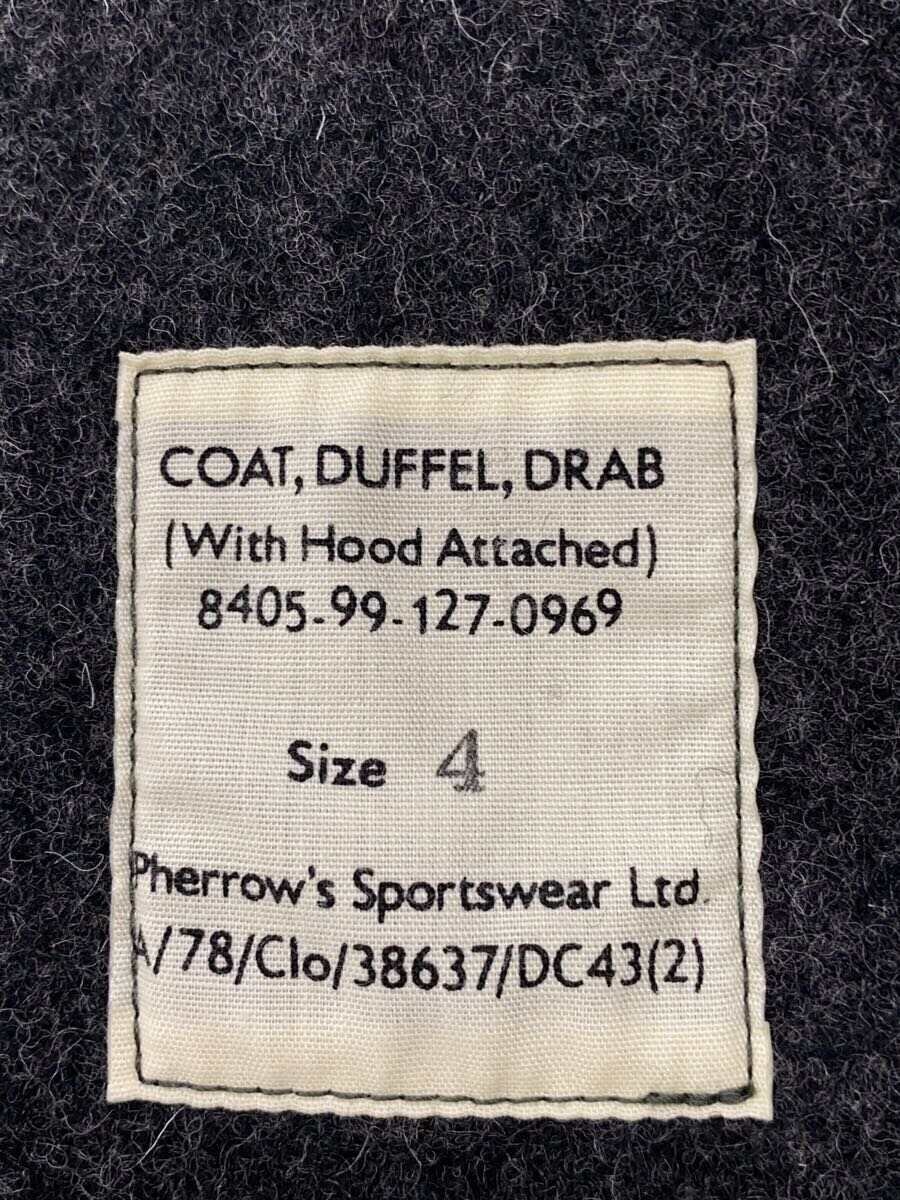 COAT, DUFFEL, DRAB
(With Hood Attached)
8405-99-127-0969
Size 4
Pherrow's Sportswear Ltd.
A/78/Clo/38637/DC43(2)